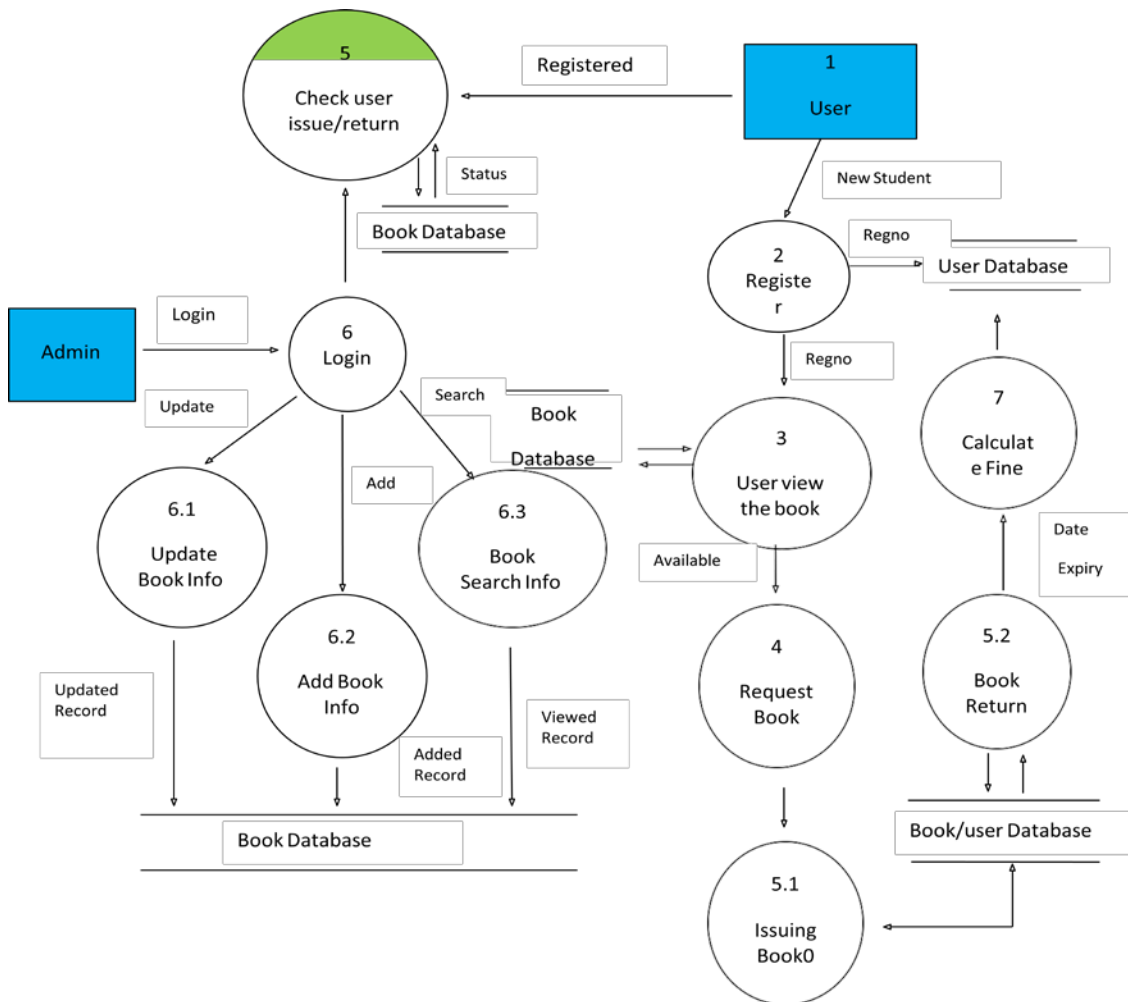 5
Check user
issue/return
Registered
1
User
Status
New Student
Book Database
2
Registe
r
Regno
User Database
Login
Admin
6
Login
Regno
Update
Search
Book
Database
3
User view
the book
7
Calculat
e Fine
Add
6.1
Update
Book Info
6.3
Book
Search Info
Available
Date
Expiry
6.2
Add Book
Info
4
Request
Book
5.2
Book
Return
Updated
Record
Added
Record
Viewed
Record
Book Database
Book/user Database
5.1
Issuing
Book0